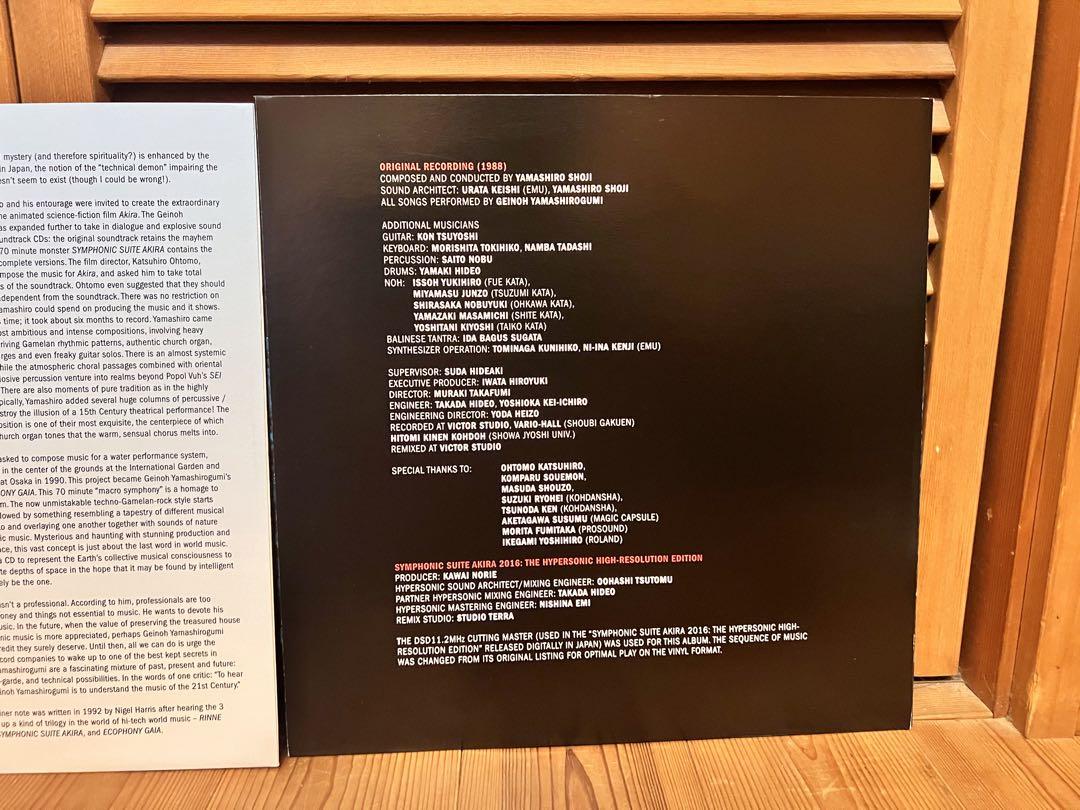 mystery (and therefore spirituality?) is enhanced by the
in Japan, the notion of the "technical demon" impairing the
esn't seem to exist (though I could be wrong!).
o and his entourage were invited to create the extraordinary
he animated science-fiction film Akira. The Geinoh
as expanded further to take in dialogue and explosive sound
undtrack CDs: the original soundtrack retains the mayhem
70 minute monster SYMPHONIC SUITE AKIRA contains the
complete versions. The film director, Katsuhiro Ohtomo,
mpose the music for Akira, and asked him to take total
s of the soundtrack. Ohtomo even suggested that they should
dependent from the soundtrack. There was no restriction on
amashiro could spend on producing the music and it shows.
time; it took about six months to record. Yamashiro came
ost ambitious and intense compositions, involving heavy
riving Gamelan rhythmic patterns, authentic church organ,
rges and even freaky guitar solos. There is an almost systemic
hile the atmospheric choral passages combined with oriental
losive percussion venture into realms beyond Popol Vuh's SEI
There are also moments of pure tradition as in the highly
ypically, Yamashiro added several huge columns of percussive /
stroy the illusion of a 15th Century theatrical performance! The
position is one of their most exquisite, the centerpiece of which
hurch organ tones that the warm, sensual chorus melts into.
asked to compose music for a water performance system,
in the center of the grounds at the International Garden and
at Osaka in 1990. This project became Geinoh Yamashirogumi's
HONY GAIA. This 70 minute "macro symphony" is a homage to
m. The now unmistakable techno-Gamelan-rock style starts
llowed by something resembling a tapestry of different musical
o and overlaying one another together with sounds of nature
ic music. Mysterious and haunting with stunning production and
ce, this vast concept is just about the last word in world music.
a CD to represent the Earth's collective musical consciousness to
te depths of space in the hope that it may be found by intelligent
ely be the one.
sn't a professional. According to him, professionals are too
oney and things not essential to music. He wants to devote his
usic. In the future, when the value of preserving the treasured house
nic music is more appreciated, perhaps Geinoh Yamashirogumi
redit they surely deserve. Until then, all we can do is urge the
cord companies to wake up to one of the best kept secrets in
amashirogumi are a fascinating mixture of past, present and future:
-garde, and technical possibilities. In the words of one critic: "To hear
inoh Yamashirogumi is to understand the music of the 21st Century."
iner note was written in 1992 by Nigel Harris after hearing the 3
up a kind of trilogy in the world of hi-tech world music – RINNE
SYMPHONIC SUITE AKIRA, and ECOPHONY GAIA.
ORIGINAL RECORDING (1988)
COMPOSED AND CONDUCTED BY YAMASHIRO SHOJI
SOUND ARCHITECT: URATA KEISHI (EMU), YAMASHIRO SHOJI
ALL SONGS PERFORMED BY GEINOH YAMASHIROGUMI
ADDITIONAL MUSICIANS
GUITAR: KON TSUYOSHI
KEYBOARD: MORISHITA TOKIHIKO, NAMBA TADASHI
PERCUSSION: SAITO NOBU
DRUMS: YAMAKI HIDEO
NOH: ISSOH YUKIHIRO (FUE KATA),
MIYAMASU JUNZO (TSUZUMI KATA),
SHIRASAKA NOBUYUKI (OHKAWA KATA),
YAMAZAKI MASAMICHI (SHITE KATA),
YOSHITANI KIYOSHI (TAIKO KATA)
BALINESE TANTRA: IDA BAGUS SUGATA
SYNTHESIZER OPERATION: TOMINAGA KUNIHIKO, NI-INA KENJI (EMU)
SUPERVISOR: SUDA HIDEAKI
EXECUTIVE PRODUCER: IWATA HIROYUKI
DIRECTOR: MURAKI TAKAFUMI
ENGINEER: TAKADA HIDEO, YOSHIOKA KEI-ICHIRO
ENGINEERING DIRECTOR: YODA HEIZO
RECORDED AT VICTOR STUDIO, VARIO-HALL (SHOUBI GAKUEN)
HITOMI KINEN KOHDOH (SHOWA JYOSHI UNIV.)
REMIXED AT VICTOR STUDIO
SPECIAL THANKS TO: OHTOMO KATSUHIRO,
KOMPARU SOUEMON,
MASUDA SHOUZO,
SUZUKI RYOHEI (KOHDANSHA),
TSUNODA KEN (KOHDANSHA),
AKETAGAWA SUSUMU (MAGIC CAPSULE)
MORITA FUMITAKA (PROSOUND)
IKEGAMI YOSHIHIRO (ROLAND)
SYMPHONIC SUITE AKIRA 2016: THE HYPERSONIC HIGH-RESOLUTION EDITION
PRODUCER: KAWAI NORIE
HYPERSONIC SOUND ARCHITECT/MIXING ENGINEER: OOHASHI TSUTOMU
PARTNER HYPERSONIC MIXING ENGINEER: TAKADA HIDEO
HYPERSONIC MASTERING ENGINEER: NISHINA EMI
REMIX STUDIO: STUDIO TERRA
THE DSD11.2MHz CUTTING MASTER (USED IN THE "SYMPHONIC SUITE AKIRA 2016: THE HYPERSONIC HIGH-
RESOLUTION EDITION" RELEASED DIGITALLY IN JAPAN) WAS USED FOR THIS ALBUM. THE SEQUENCE OF MUSIC
WAS CHANGED FROM ITS ORIGINAL LISTING FOR OPTIMAL PLAY ON THE VINYL FORMAT.